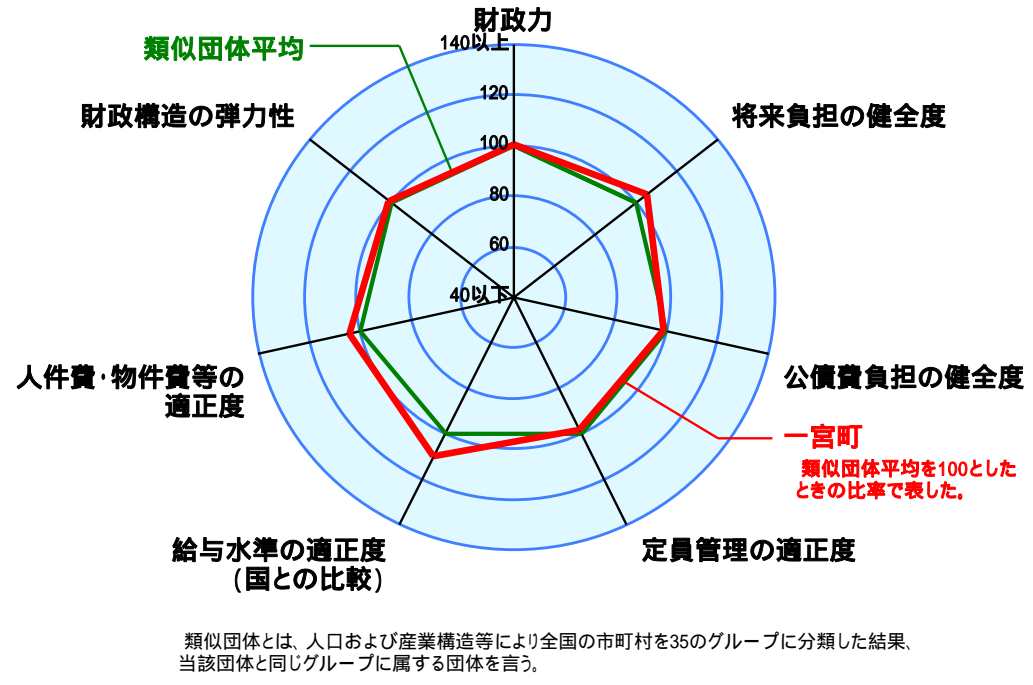 財政力
140以上
類似団体平均
120
財政構造の弾力性
将来負担の健全度
100
80
60
40以下
人件費・物件費等の
適正度
公債費負担の健全度
一宮町
類似団体平均を100とした
ときの比率で表した。
給与水準の適正度
(国との比較)
定員管理の適正度
類似団体とは、人口および産業構造等により全国の市町村を35のグループに分類した結果、
当該団体と同じグループに属する団体を言う。